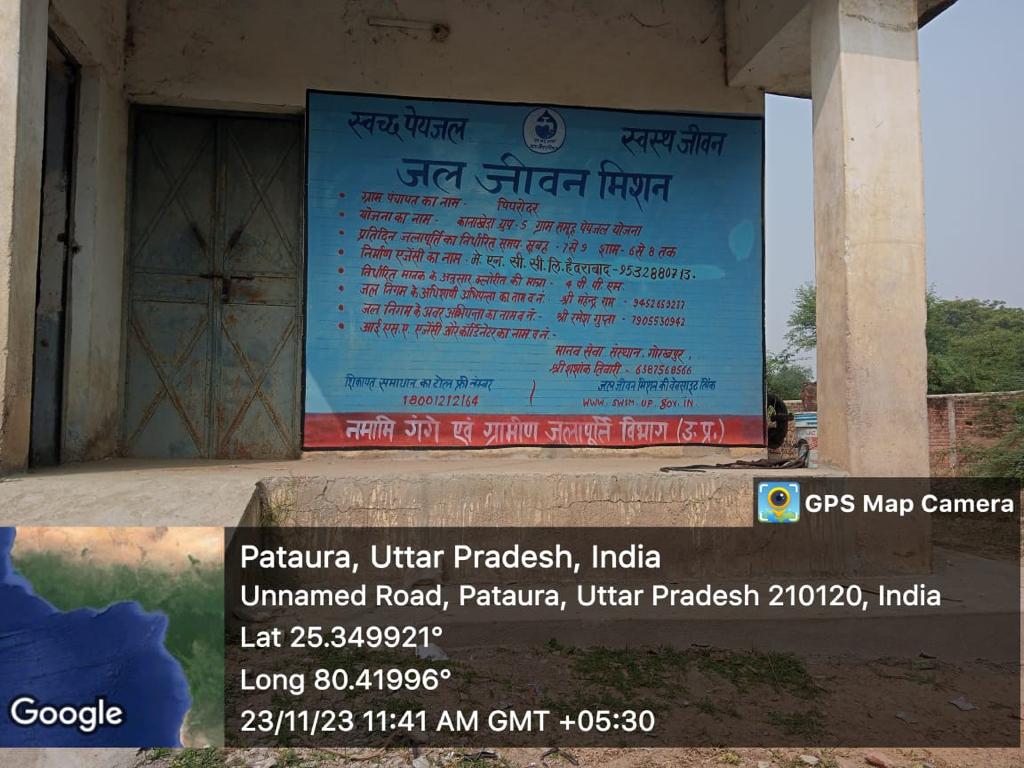 स्वच्छ पेयजल
स्वस्थ जीवन
जल जीवन मिशन
• ग्राम पंचायत का नाम - पिपरोदर
• योजना का नाम - कानाखेड़ा ग्रुप - 5 ग्राम समूह पेयजल योजना
• प्रतिदिन जलापूर्ति का निर्धारित समय सुबह - 7 से 9 शाम - 6 से 8 तक
• निर्माण एजेंसी का नाम - मे एन. सी. सी. लि. हैदराबाद - 9532880713.
• निर्धारित मानक के अनुसार क्लोरीन की मात्रा - 4 पी पी एम.
• जल निगम के अधिशाषी अभियन्ता का नाम व नं. श्री महेन्द्र राम - 9452659287
• जल निगम के अवर अभियन्ता का नाम व नं. - श्री रमेश गुप्ता - 7905530942
• आई एस ए. एजेंसी और कोर्डिनेटर का नाम व नं. -
मानव सेवा संस्थान, गोरखपुर,
श्री अशोक तिवारी - 6387568566
शिकायत समाधान का टोल फ्री नम्बर
18001212164
जल जीवन मिशन की वेबसाइट लिंक
WWW. SWSM. UP. GOV. IN.
नमामि गंगे एवं ग्रामीण जलापूर्ति विभाग (उ. प्र.)
GPS Map Camera
Pataura, Uttar Pradesh, India
Unnamed Road, Pataura, Uttar Pradesh 210120, India
Lat 25.349921°
Long 80.41996°
23/11/23 11:41 AM GMT +05:30
Google